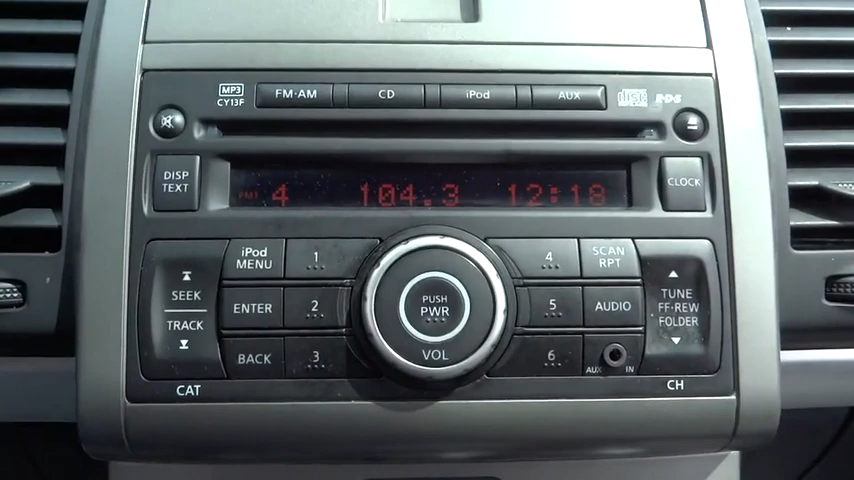 MP3
CY13F
FM·AM
CD
iPod
AUX
disc
RDS
DISP
TEXT
FM1 4 104.3 12:18
CLOCK
SEEK
TRACK
CAT
iPod
MENU
ENTER
BACK
1
2
3
PUSH
PWR
VOL
4
5
6
SCAN
RPT
AUDIO
AUX IN
TUNE
FF·REW
FOLDER
CH